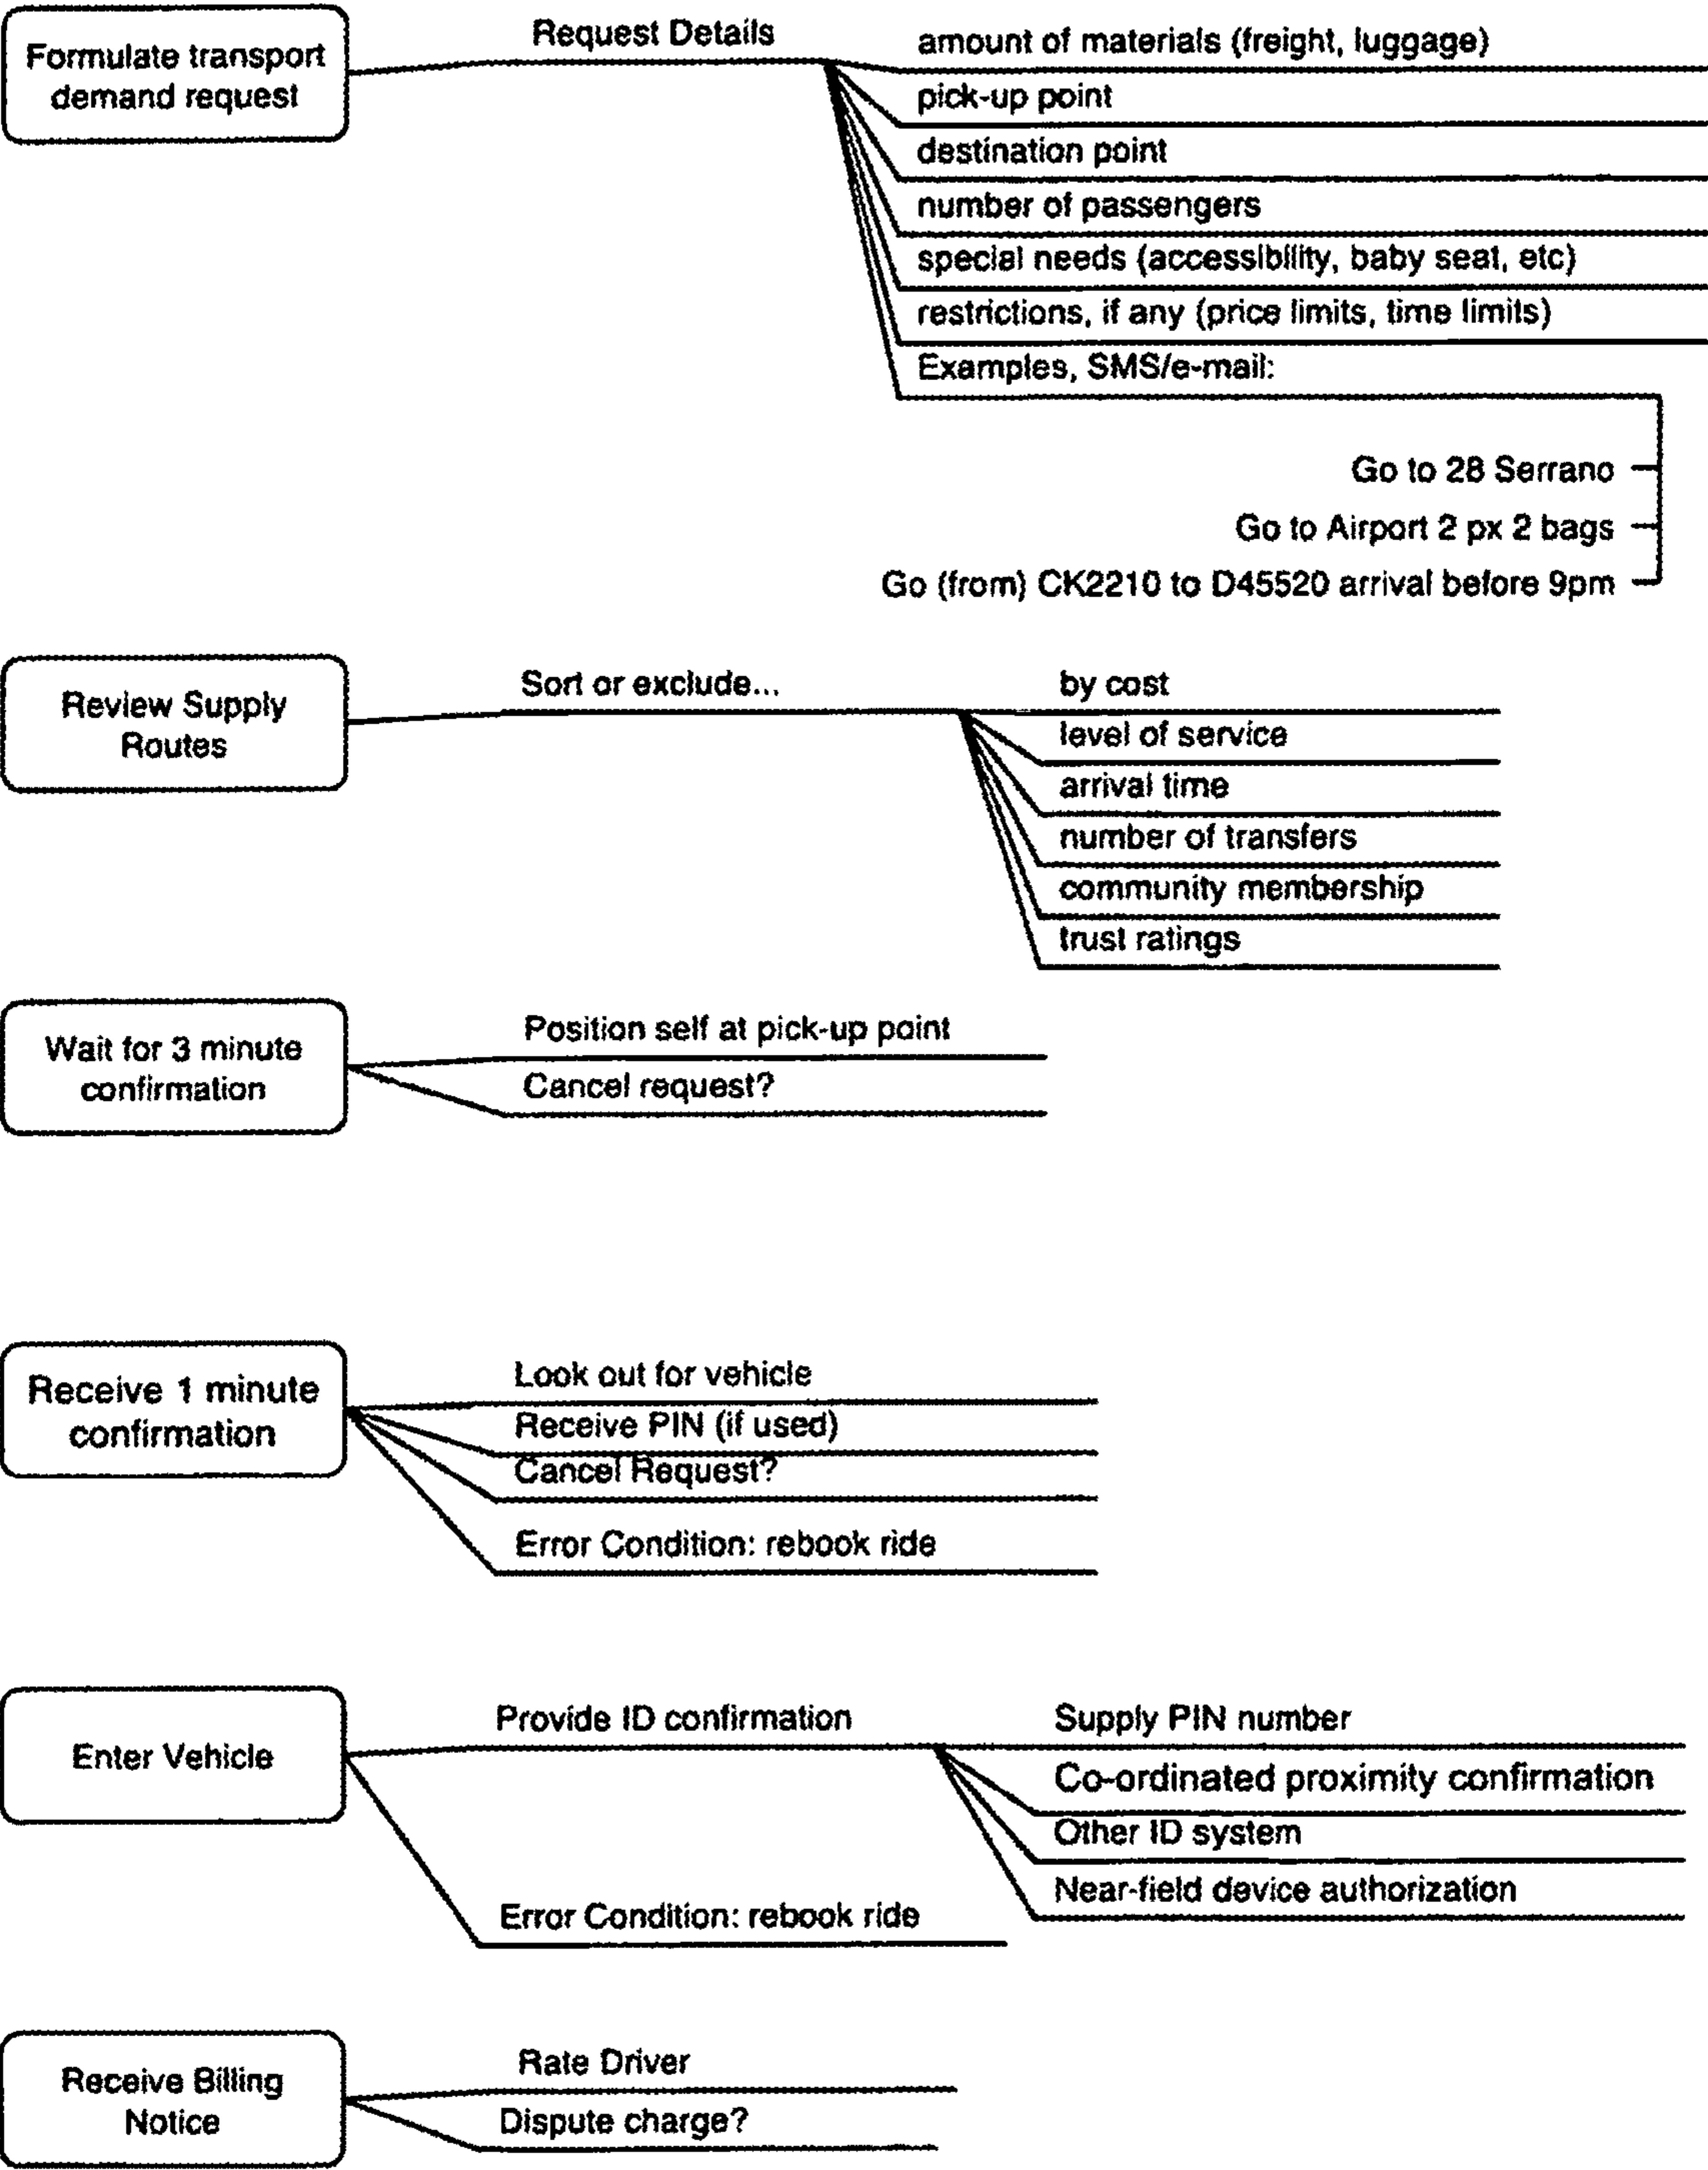 Formulate transport
demand request
Request Details
amount of materials (freight, luggage)
pick-up point
destination point
number of passengers
special needs (accessibility, baby seat, etc)
restrictions, if any (price limits, time limits)
Examples, SMS/e-mail:
Go to 28 Serrano
Go to Airport 2 px 2 bags
Go (from) CK2210 to D45520 arrival before 9pm
Review Supply
Routes
Sort or exclude...
by cost
level of service
arrival time
number of transfers
community membership
trust ratings
Wait for 3 minute
confirmation
Position self at pick-up point
Cancel request?
Receive 1 minute
confirmation
Look out for vehicle
Receive PIN (if used)
Cancel Request?
Error Condition: rebook ride
Enter Vehicle
Provide ID confirmation
Supply PIN number
Co-ordinated proximity confirmation
Other ID system
Near-field device authorization
Error Condition: rebook ride
Receive Billing
Notice
Rate Driver
Dispute charge?